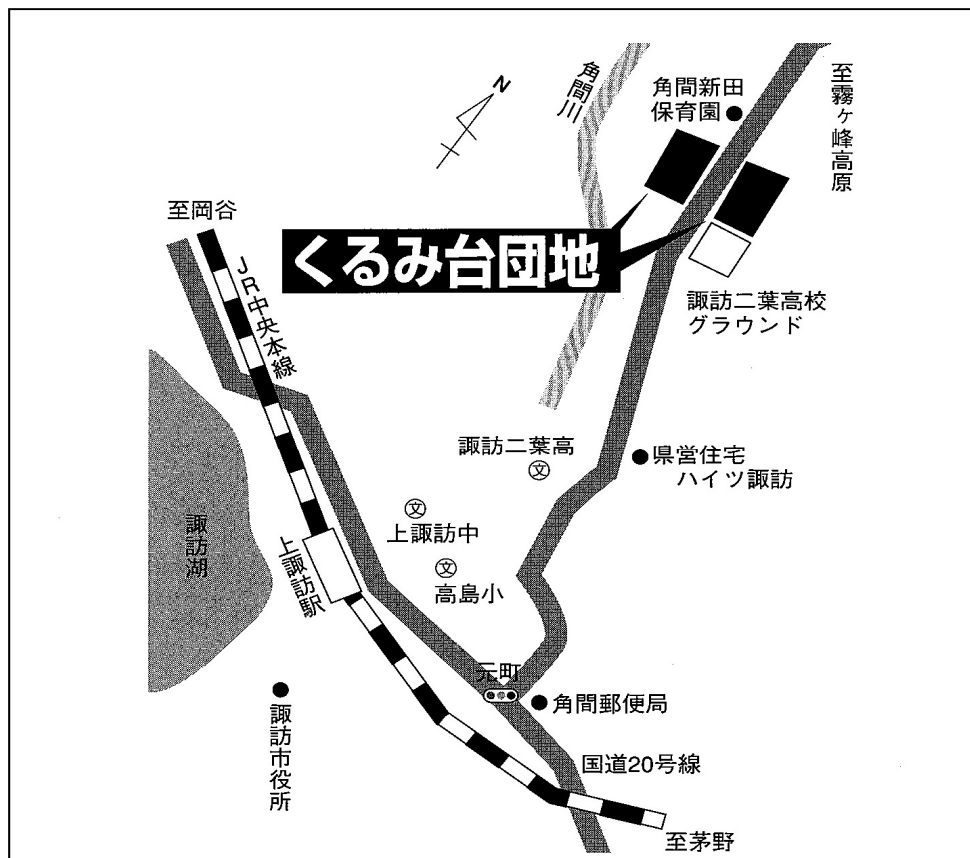 N
角間川
角間新田
保育園
至霧ヶ峰高原
至岡谷
JR中央本線
くるみ台団地
諏訪二葉高校
グラウンド
諏訪二葉高
文
県営住宅
ハイツ諏訪
文
上諏訪中
諏訪湖
上諏訪駅
文
高島小
元町
角間郵便局
諏訪市役所
国道20号線
至茅野